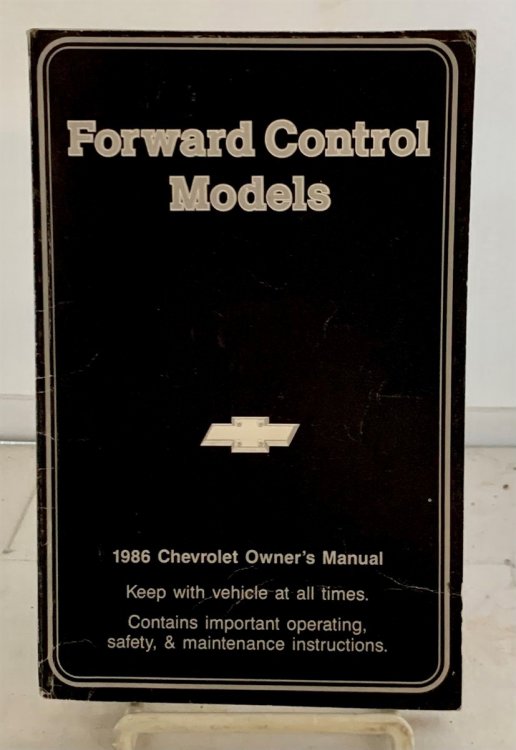 Forward Control
Models
1986 Chevrolet Owner's Manual
Keep with vehicle at all times.
Contains important operating,
safety, & maintenance instructions.